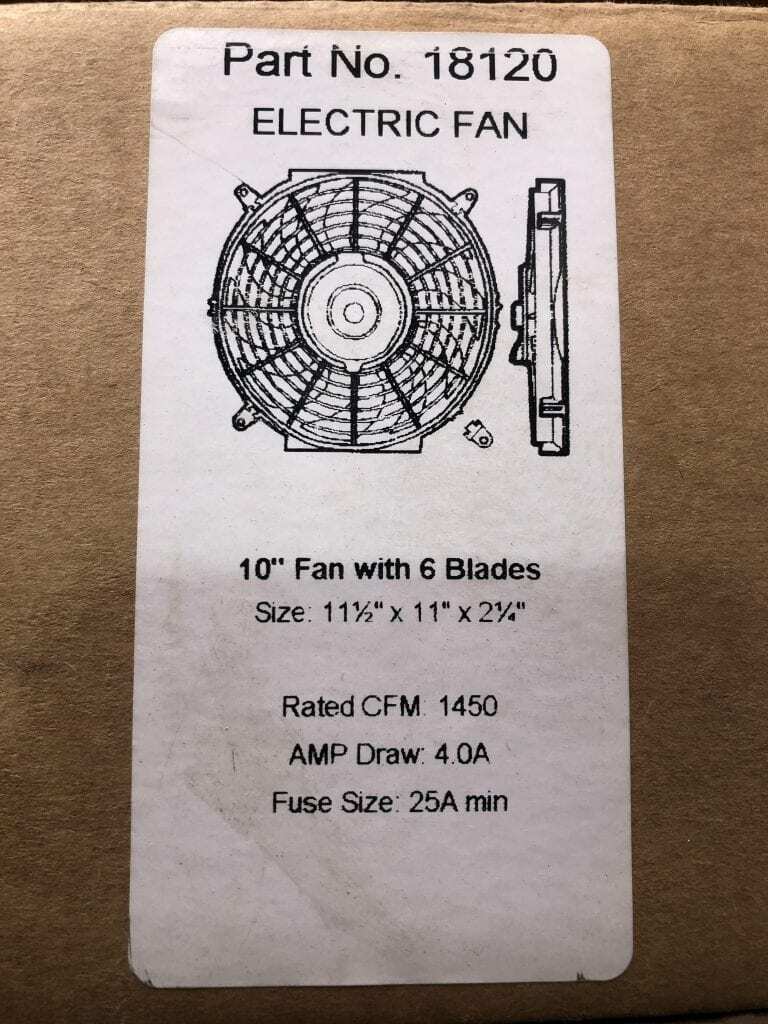 Part No. 18120
ELECTRIC FAN
10" Fan with 6 Blades
Size: 11½" x 11" x 2¼"
Rated CFM: 1450
AMP Draw: 4.0A
Fuse Size: 25A min